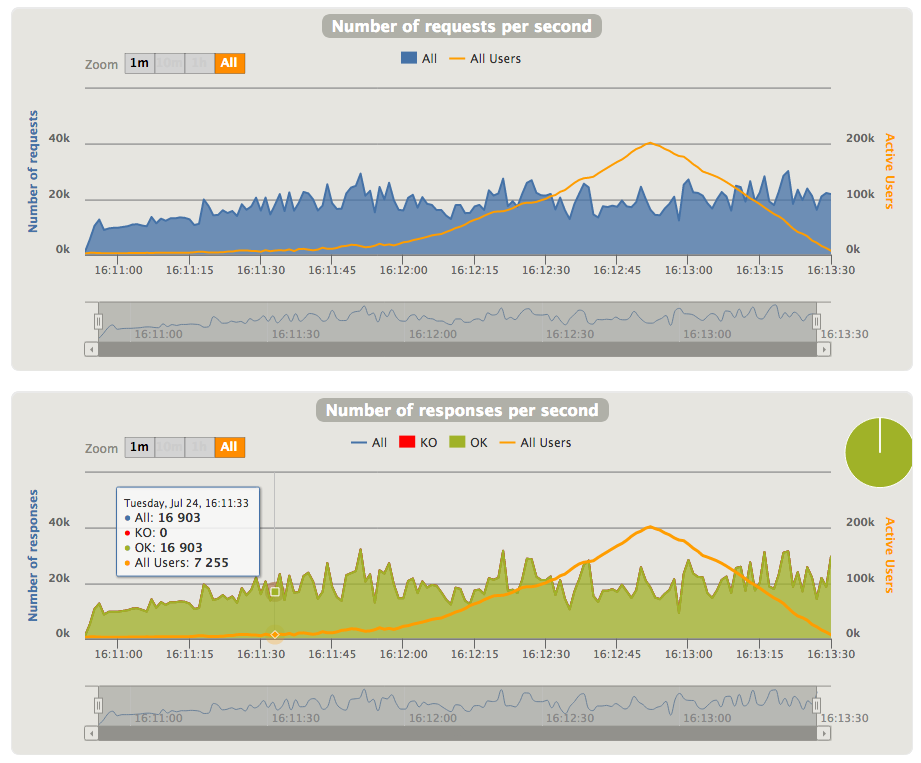 Number of requests per second
Zoom 1m 10m 1h All
All All Users
Number of requests
40k
20k
0k
200k
100k
0k
Active Users
16:11:00 16:11:15 16:11:30 16:11:45 16:12:00 16:12:15 16:12:30 16:12:45 16:13:00 16:13:15 16:13:30
16:11:00 16:11:30 16:12:00 16:12:30 16:13:00 16:13:30
Number of responses per second
Zoom 1m 10m 1h All
All KO OK All Users
Number of responses
40k
20k
0k
Tuesday, Jul 24, 16:11:33
All: 16 903
KO: 0
OK: 16 903
All Users: 7 255
200k
100k
0k
Active Users
16:11:00 16:11:15 16:11:30 16:11:45 16:12:00 16:12:15 16:12:30 16:12:45 16:13:00 16:13:15 16:13:30
16:11:00 16:11:30 16:12:00 16:12:30 16:13:00 16:13:30